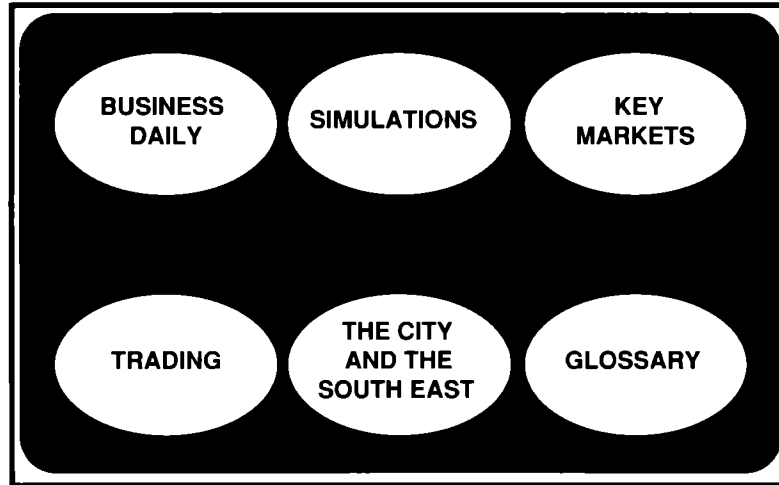 BUSINESS
DAILY
SIMULATIONS
KEY
MARKETS
TRADING
THE CITY
AND THE
SOUTH EAST
GLOSSARY